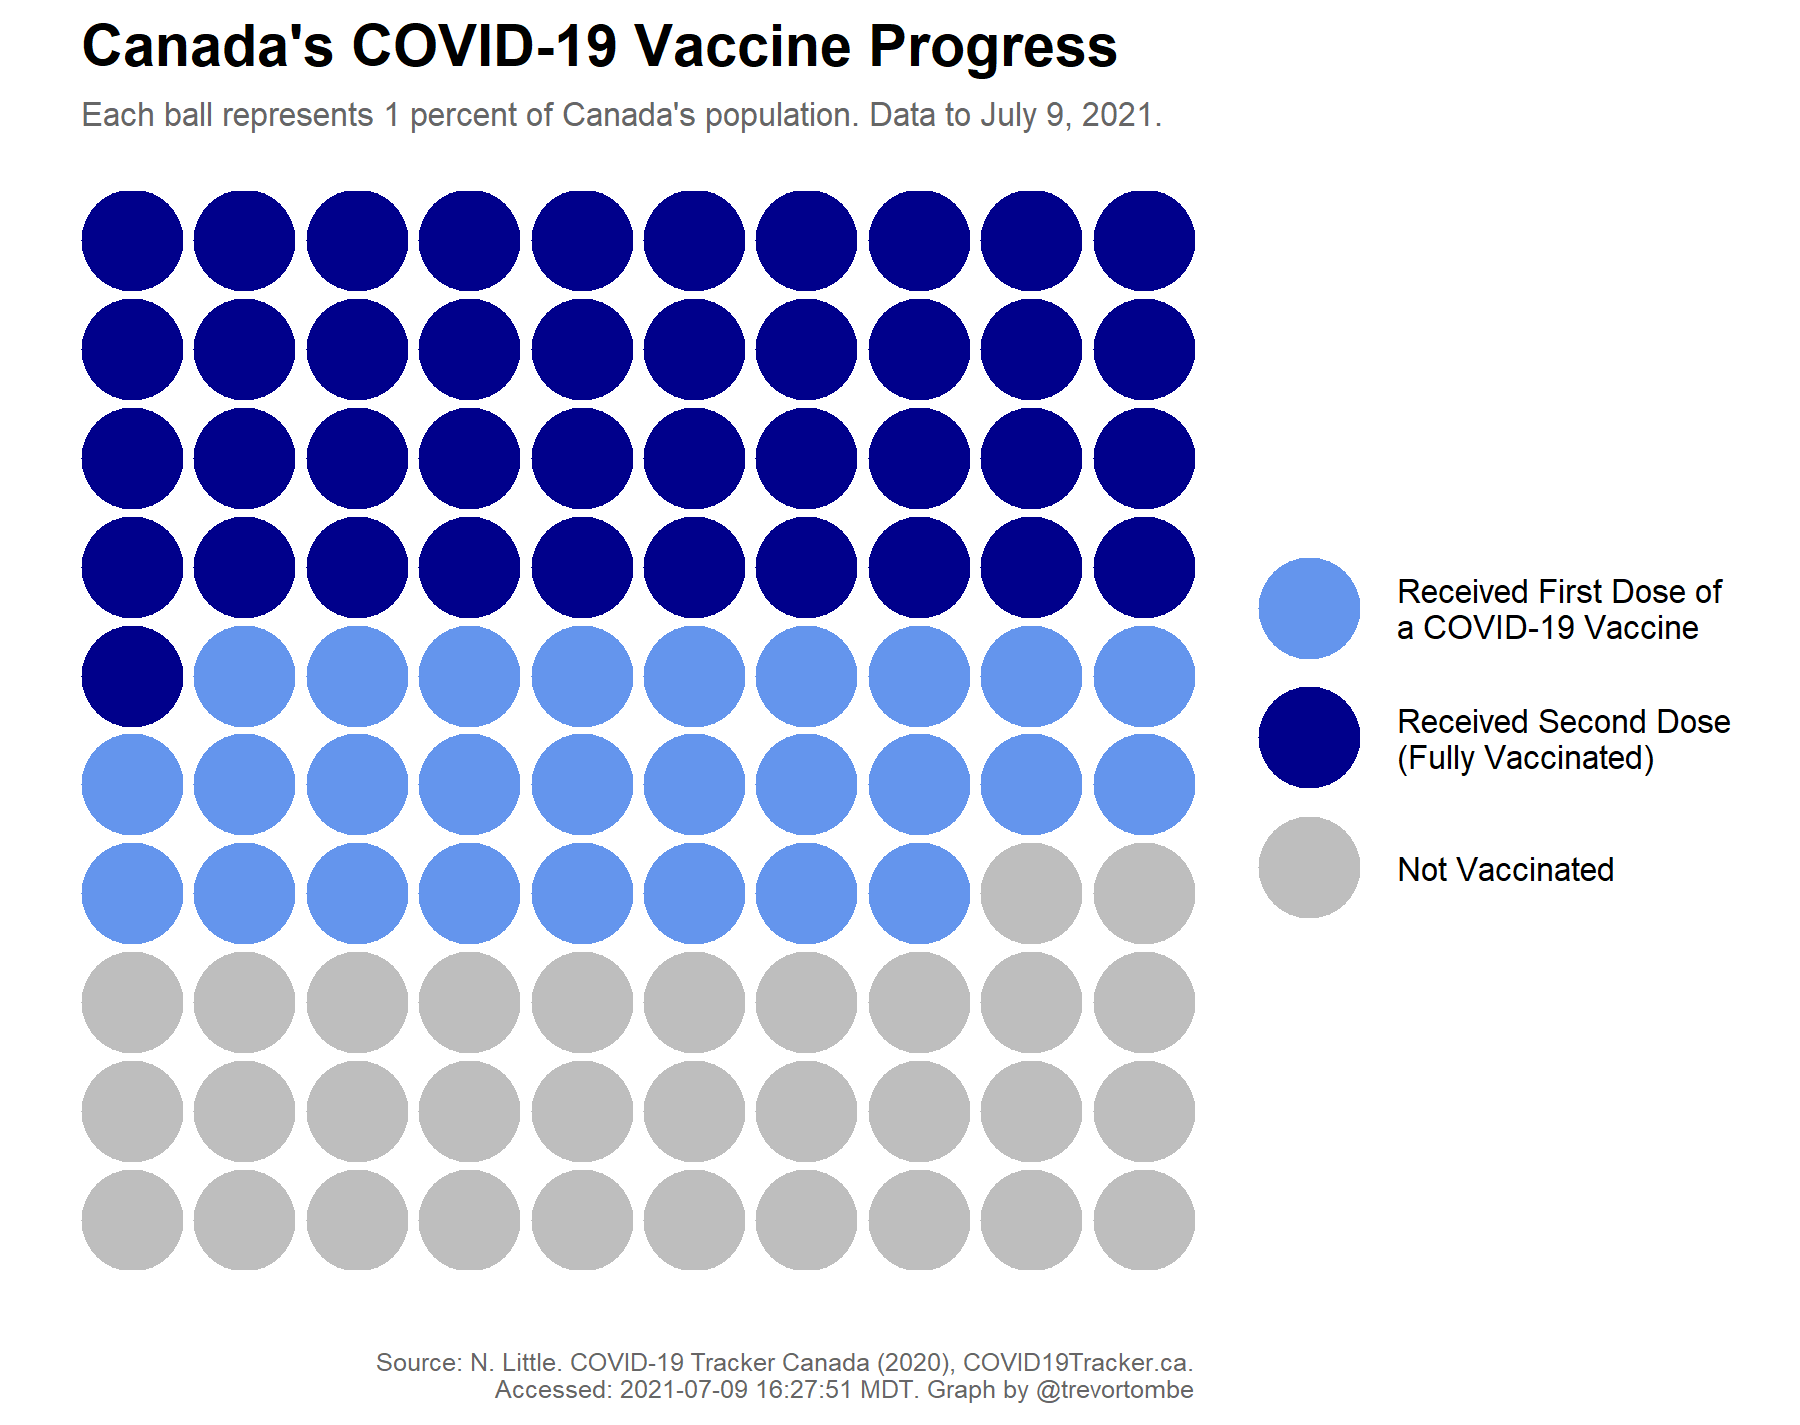 Canada's COVID-19 Vaccine Progress
Each ball represents 1 percent of Canada's population. Data to July 9, 2021.
Received First Dose of
a COVID-19 Vaccine
Received Second Dose
(Fully Vaccinated)
Not Vaccinated
Source: N. Little. COVID-19 Tracker Canada (2020), COVID19Tracker.ca.
Accessed: 2021-07-09 16:27:51 MDT. Graph by @trevortombe